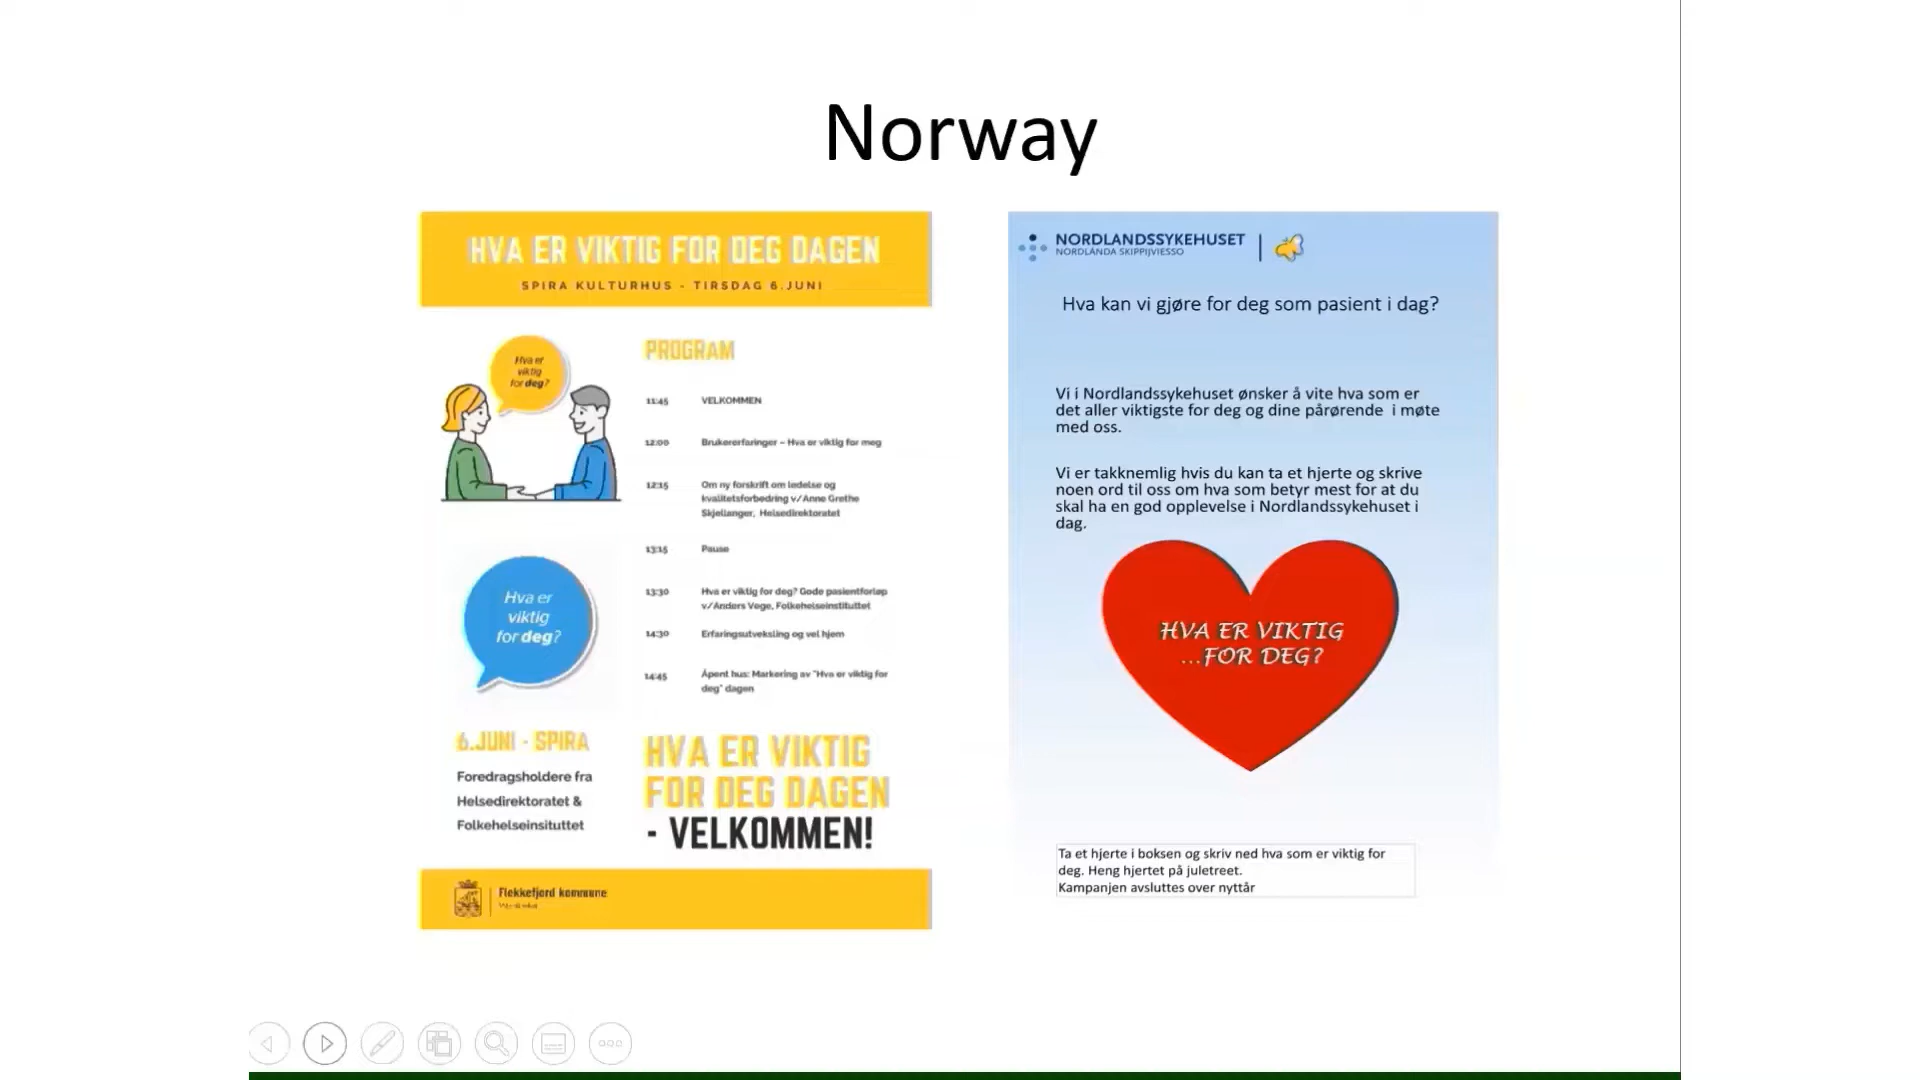 Norway
HVA ER VIKTIG FOR DEG DAGEN
SPIRA KULTURHUS - TIRSDAG 6.JUNI
Hva er
viktig
for deg?
PROGRAM
11:45 VELKOMMEN
12:00 Brukererfaringer – Hva er viktig for meg
12:15 Om ny forskrift om ledelse og
kvalitetsforbedring v/Anne Grethe
Skjellanger, Helsedirektoratet
13:15 Pause
13:30 Hva er viktig for deg? Gode pasientforløp
v/Anders Vege, Folkehelseinstituttet
14:30 Erfaringsutveksling og vel hjem
14:45 Åpent hus: Markering av "Hva er viktig for
deg" dagen
Hva er
viktig
for deg?
6.JUNI - SPIRA
Foredragsholdere fra
Helsedirektoratet &
Folkehelseinsituttet
HVA ER VIKTIG
FOR DEG DAGEN
- VELKOMMEN!
Flekkefjord kommune
NORDLANDSSYKEHUSET
NORDLÁNDA SKIPPIJVIESSO
Hva kan vi gjøre for deg som pasient i dag?
Vi i Nordlandssykehuset ønsker å vite hva som er
det aller viktigste for deg og dine pårørende i møte
med oss.
Vi er takknemlig hvis du kan ta et hjerte og skrive
noen ord til oss om hva som betyr mest for at du
skal ha en god opplevelse i Nordlandssykehuset i
dag.
HVA ER VIKTIG
...FOR DEG?
Ta et hjerte i boksen og skriv ned hva som er viktig for
deg. Heng hjertet på juletreet.
Kampanjen avsluttes over nyttår